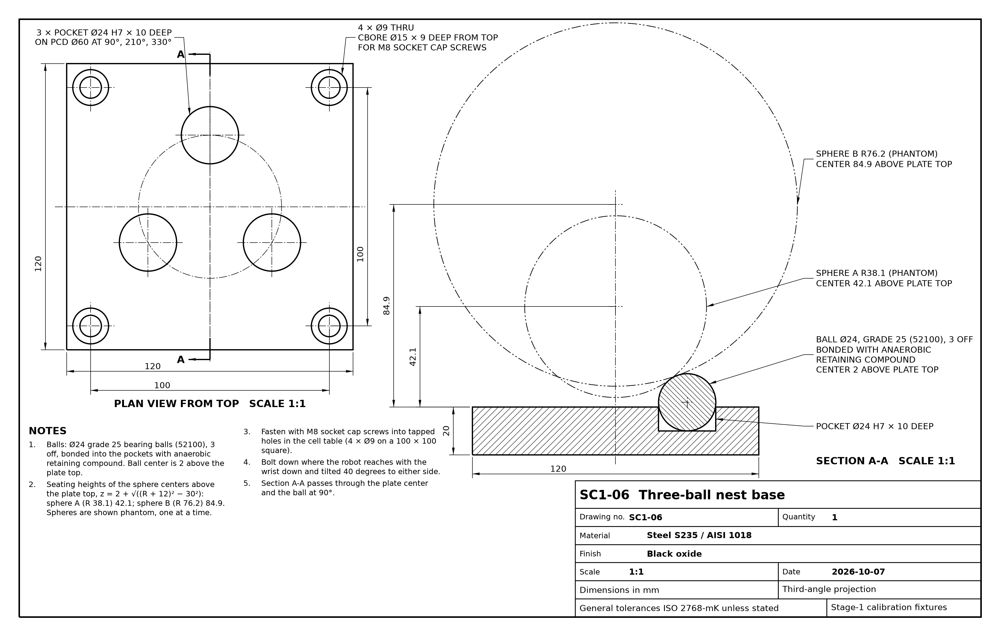 3 × POCKET Ø24 H7 × 10 DEEP
ON PCD Ø60 AT 90°, 210°, 330°
4 × Ø9 THRU
CBORE Ø15 × 9 DEEP FROM TOP
FOR M8 SOCKET CAP SCREWS
A
120
100
A
120
100
PLAN VIEW FROM TOP SCALE 1:1
SPHERE B R76.2 (PHANTOM)
CENTER 84.9 ABOVE PLATE TOP
SPHERE A R38.1 (PHANTOM)
CENTER 42.1 ABOVE PLATE TOP
84.9
42.1
BALL Ø24, GRADE 25 (52100), 3 OFF
BONDED WITH ANAEROBIC
RETAINING COMPOUND
CENTER 2 ABOVE PLATE TOP
20
POCKET Ø24 H7 × 10 DEEP
120
SECTION A-A SCALE 1:1
NOTES
1. Balls: Ø24 grade 25 bearing balls (52100), 3
off, bonded into the pockets with anaerobic
retaining compound. Ball center is 2 above the
plate top.
2. Seating heights of the sphere centers above
the plate top, z = 2 + √((R + 12)² − 30²):
sphere A (R 38.1) 42.1; sphere B (R 76.2) 84.9.
Spheres are shown phantom, one at a time.
3. Fasten with M8 socket cap screws into tapped
holes in the cell table (4 × Ø9 on a 100 × 100
square).
4. Bolt down where the robot reaches with the
wrist down and tilted 40 degrees to either side.
5. Section A-A passes through the plate center
and the ball at 90°.
SC1-06 Three-ball nest base
Drawing no. SC1-06
Quantity 1
Material Steel S235 / AISI 1018
Finish Black oxide
Scale 1:1
Date 2026-10-07
Dimensions in mm
Third-angle projection
General tolerances ISO 2768-mK unless stated
Stage-1 calibration fixtures